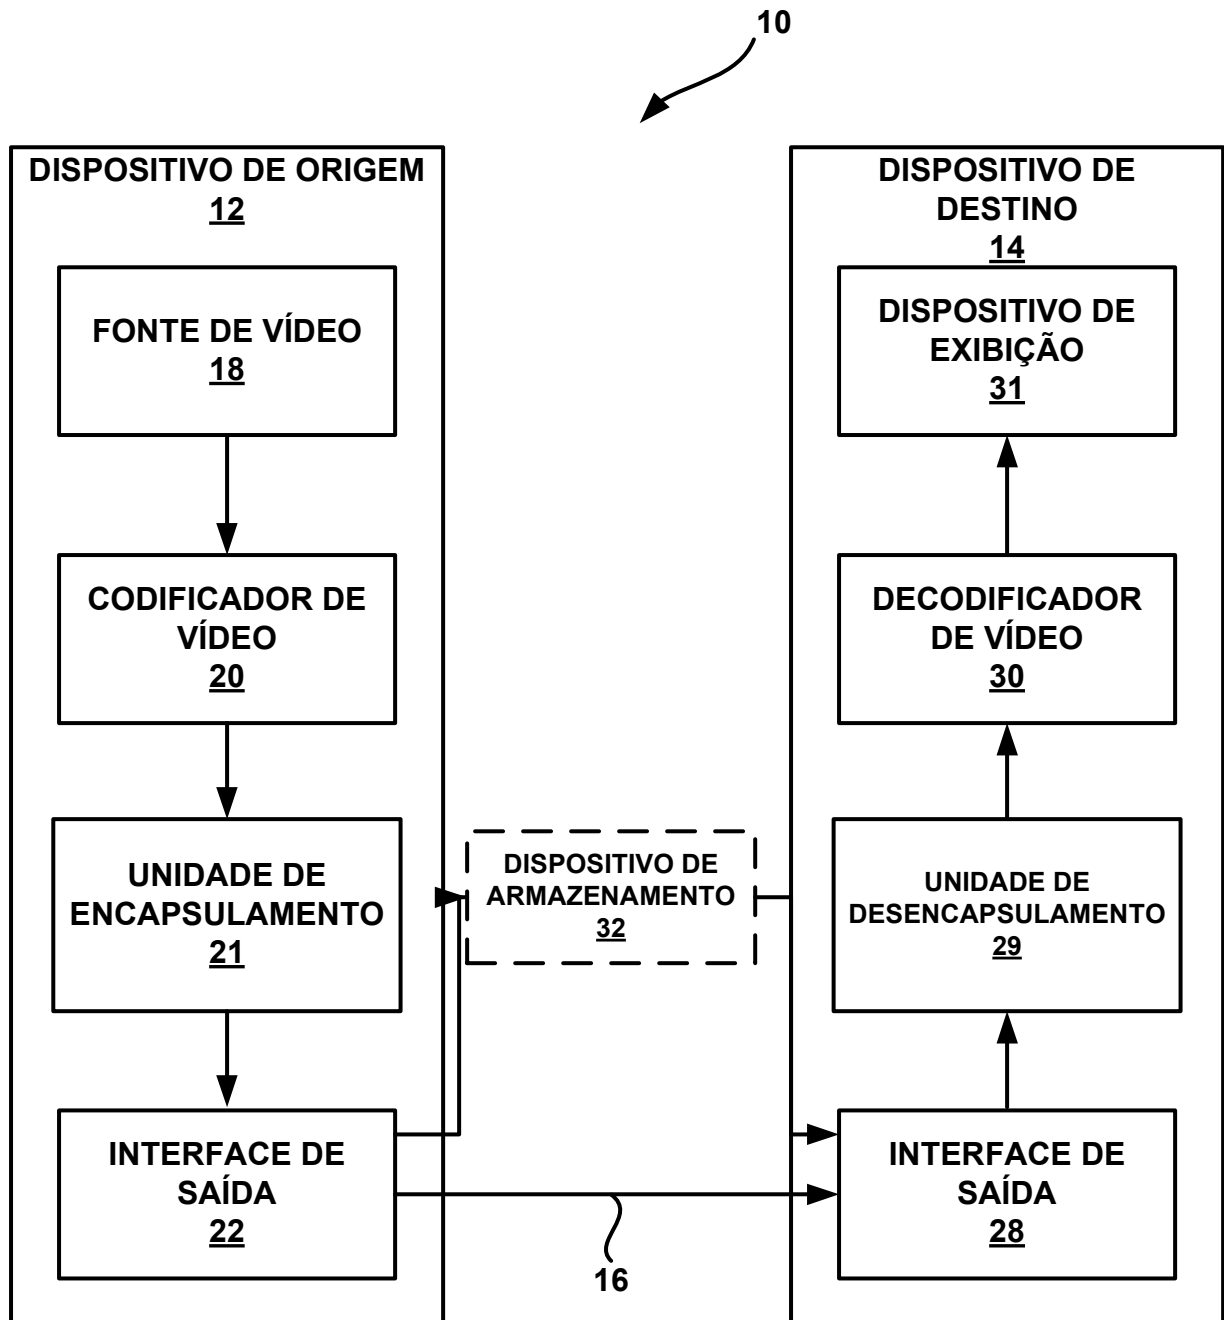 10
DISPOSITIVO DE ORIGEM
12
FONTE DE VÍDEO
18
CODIFICADOR DE
VÍDEO
20
UNIDADE DE
ENCAPSULAMENTO
21
INTERFACE DE
SAÍDA
22
DISPOSITIVO DE
ARMAZENAMENTO
32
16
DISPOSITIVO DE
DESTINO
14
DISPOSITIVO DE
EXIBIÇÃO
31
DECODIFICADOR
DE VÍDEO
30
UNIDADE DE
DESENCAPSULAMENTO
29
INTERFACE DE
SAÍDA
28